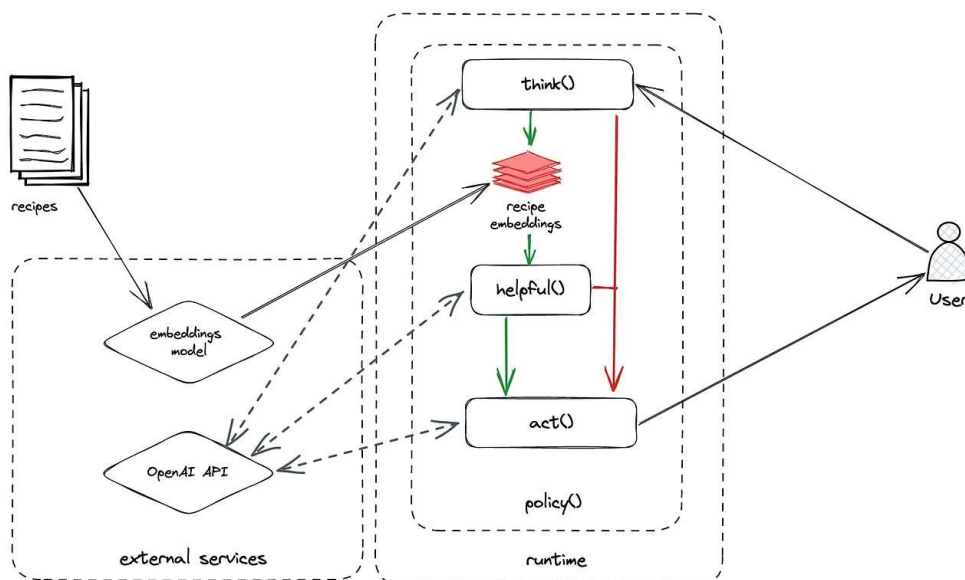 think()
recipes
recipe
embeddings
helpful()
User
embeddings
model
act()
OpenAI API
policy()
external services
runtime